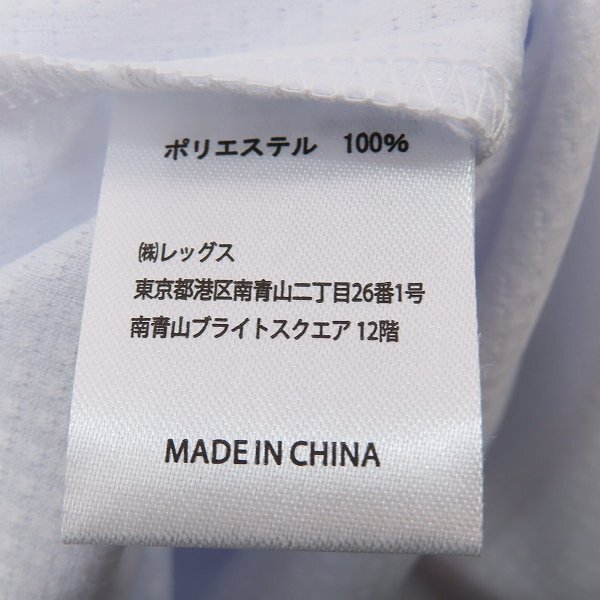 ポリエステル 100%
㈱レッグス
東京都港区南青山二丁目26番1号
南青山ブライトスクエア 12階
MADE IN CHINA